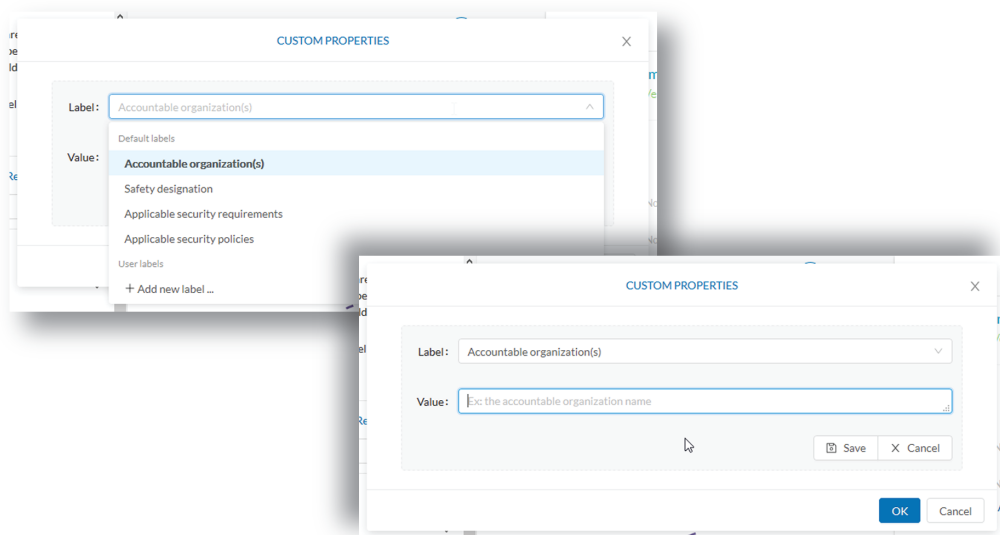 CUSTOM PROPERTIES
Label:
Accountable organization(s)
Default labels
Value:
Accountable organization(s)
Safety designation
Applicable security requirements
Applicable security policies
User labels
+ Add new label ...
CUSTOM PROPERTIES
Label:
Accountable organization(s)
Value:
Ex: the accountable organization name
Save
Cancel
OK
Cancel